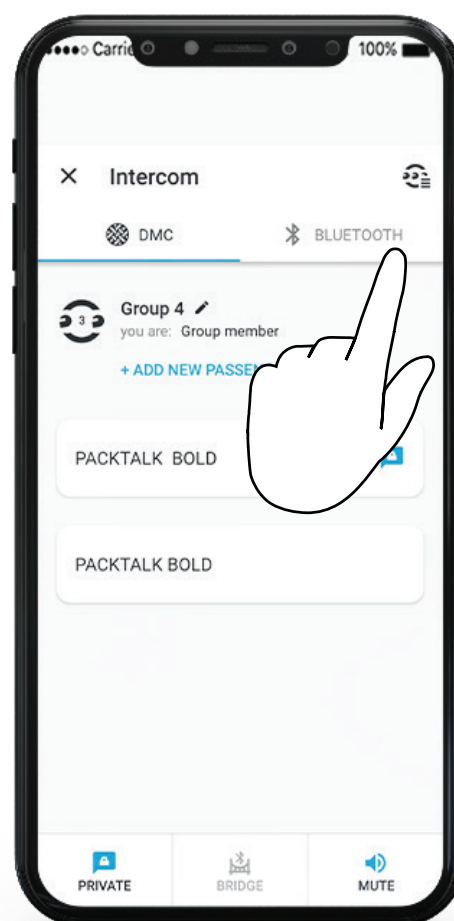 100%
Intercom
DMC
BLUETOOTH
3
Group 4
you are: Group member
+ ADD NEW
PACKTALK BOLD
PACKTALK BOLD
PRIVATE
BRIDGE
MUTE